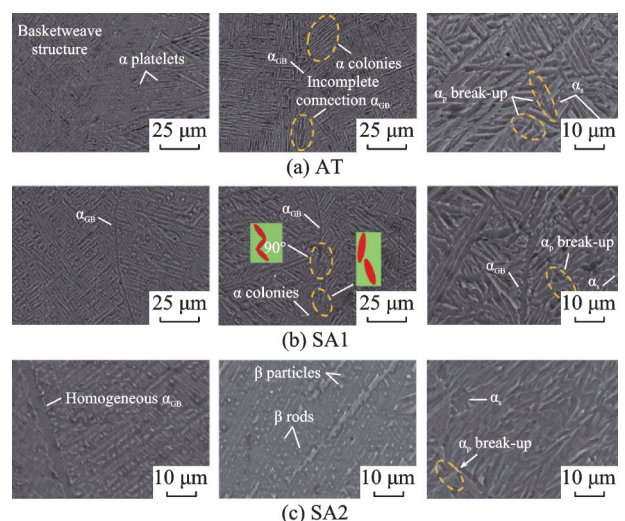 Basketweave
structure
α platelets
25 μm
α_GB
α colonies
Incomplete
connection α_GB
25 μm
α_p break-up
α_s
10 μm
(a) AT
α_GB
25 μm
α_GB
90°
α colonies
25 μm
α_p break-up
α_GB
α_s
10 μm
(b) SA1
Homogeneous α_GB
10 μm
β particles
β rods
10 μm
α_s
α_p break-up
10 μm
(c) SA2